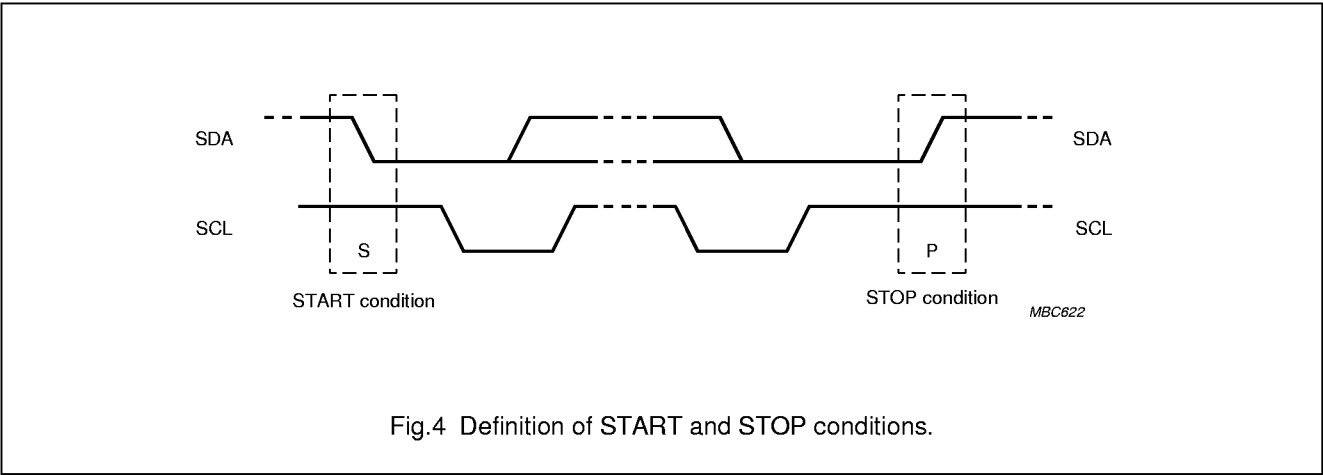 SDA SDA
SCL SCL
S P
START condition STOP condition
MBC622
Fig.4 Definition of START and STOP conditions.